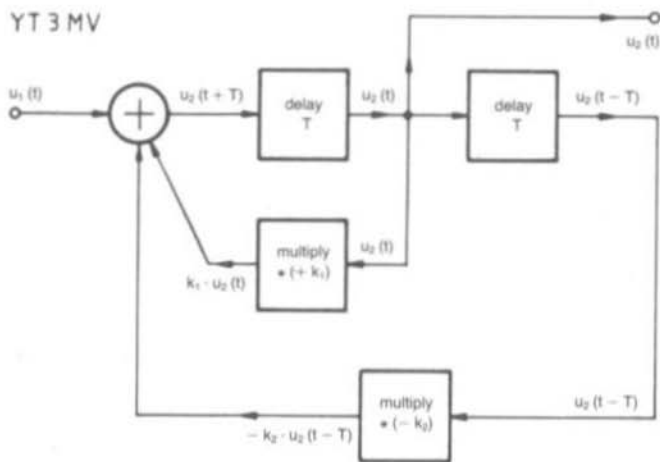 YT 3 MV
u₂ (t)
u₁ (t)
u₂ (t + T)
delay
T
u₂ (t)
delay
T
u₂ (t − T)
multiply
• (+ k₁)
u₂ (t)
k₁ · u₂ (t)
multiply
• (− k₂)
u₂ (t − T)
− k₂ · u₂ (t − T)